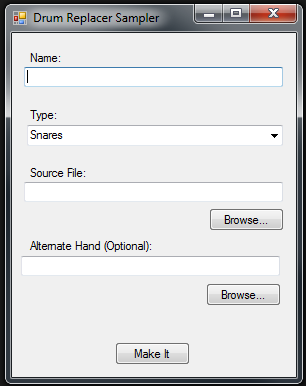 Drum Replacer Sampler
Name:
Type:
Snares
Source File:
Browse...
Alternate Hand (Optional):
Browse...
Make It